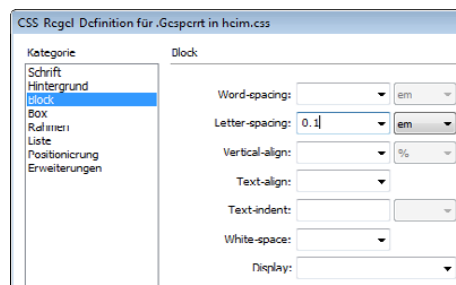 CSS Regel Definition für .Gesperrt in heim.css
Kategorie
Block
Schrift
Hintergrund
Block
Box
Rahmen
Liste
Positionierung
Erweiterungen
Word-spacing: em
Letter-spacing: 0.1 em
Vertical-align: %
Text-align:
Text-indent:
White-space:
Display: